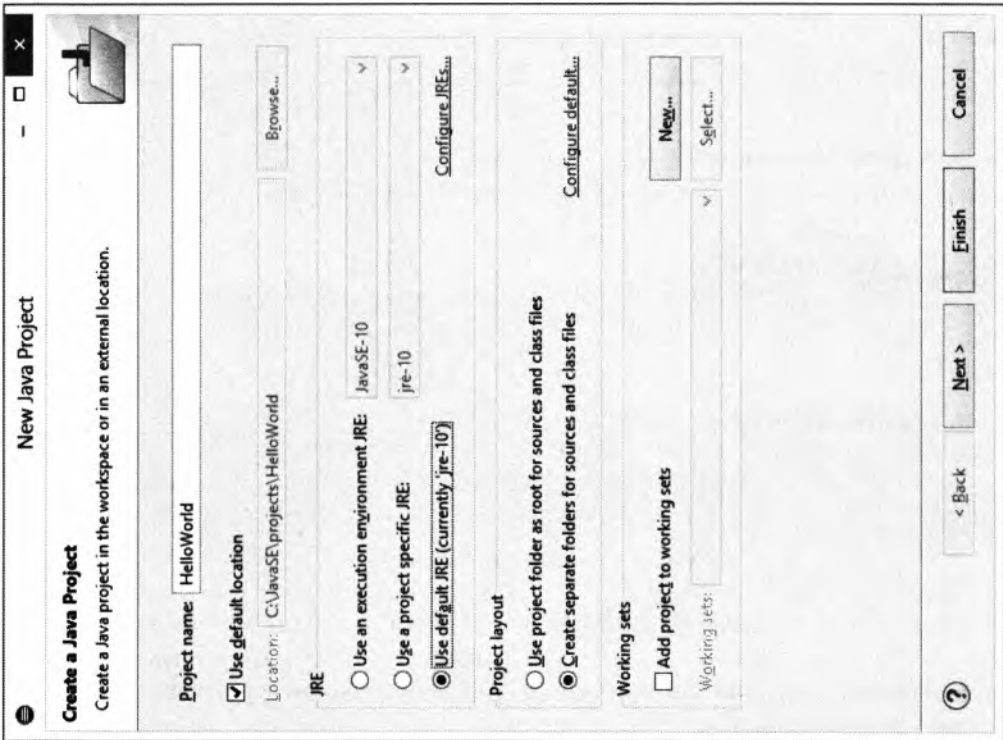 New Java Project
Create a Java Project
Create a Java project in the workspace or in an external location.
Project name: HelloWorld
Use default location
Location: C:\JavaSE\projects\HelloWorld Browse...
JRE
Use an execution environment JRE: JavaSE-10
Use a project specific JRE: jre-10
Use default JRE (currently 'jre-10') Configure JREs...
Project layout
Use project folder as root for sources and class files
Create separate folders for sources and class files Configure default...
Working sets
Add project to working sets New...
Working sets: Select...
? < Back Next > Finish Cancel